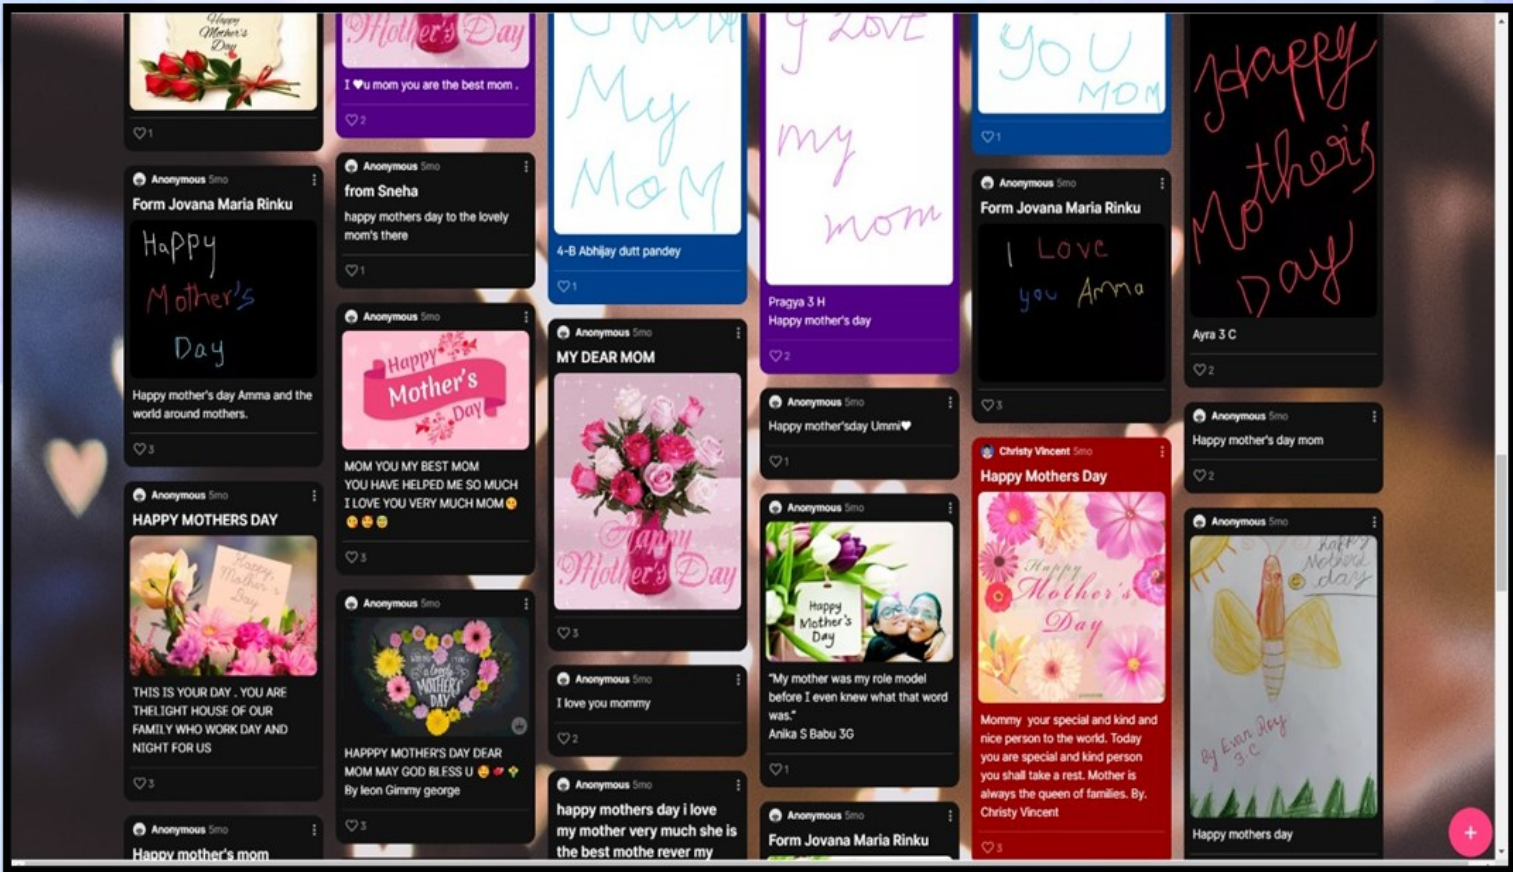 Happy
Mother's
Day
1
Anonymous 5mo
Form Jovana Maria Rinku
Happy
Mother's
Day
Happy mother's day Amma and the
world around mothers.
3
Anonymous 5mo
HAPPY MOTHERS DAY
Happy
Mother's
Day
THIS IS YOUR DAY . YOU ARE
THELIGHT HOUSE OF OUR
FAMILY WHO WORK DAY AND
NIGHT FOR US
3
Anonymous 5mo
Happy mother's mom
Mother's Day
I ♥u mom you are the best mom .
2
Anonymous 5mo
from Sneha
happy mothers day to the lovely
mom's there
1
Anonymous 5mo
Happy
Mother's
Day
MOM YOU MY BEST MOM
YOU HAVE HELPED ME SO MUCH
I LOVE YOU VERY MUCH MOM
3
Anonymous 5mo
a lovely
MOTHER'S
DAY
HAPPPY MOTHER'S DAY DEAR
MOM MAY GOD BLESS U
By leon Gimmy george
3
My
MoM
4-B Abhijay dutt pandey
1
Anonymous 5mo
MY DEAR MOM
Happy
Mother's Day
3
Anonymous 5mo
I love you mommy
2
Anonymous 5mo
happy mothers day i love
my mother very much she is
the best mothe rever my
I LOVE
my
mom
Pragya 3 H
Happy mother's day
2
Anonymous 5mo
Happy mother'sday Ummi♥
1
Anonymous 5mo
Happy
Mother's
Day
"My mother was my role model
before I even knew what that word
was."
Anika S Babu 3G
1
Anonymous 5mo
Form Jovana Maria Rinku
YOU
MOM
1
Anonymous 5mo
Form Jovana Maria Rinku
I Love
you Amma
3
Christy Vincent 5mo
Happy Mothers Day
Happy
Mother's
Day
Mommy your special and kind and
nice person to the world. Today
you are special and kind person
you shall take a rest. Mother is
always the queen of families. By.
Christy Vincent
3
Happy
Mother's
Day
Ayra 3 C
2
Anonymous 5mo
Happy mother's day mom
2
Anonymous 5mo
happy
Mothers
day
By Evan Roy
3.C
Happy mothers day